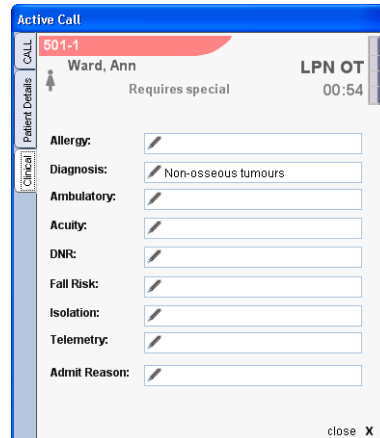 Active Call
CALL
Patient Details
Clinical
501-1
Ward, Ann
LPN OT
Requires special
00:54
Allergy:
Diagnosis: Non-osseous tumours
Ambulatory:
Acuity:
DNR:
Fall Risk:
Isolation:
Telemetry:
Admit Reason:
close X